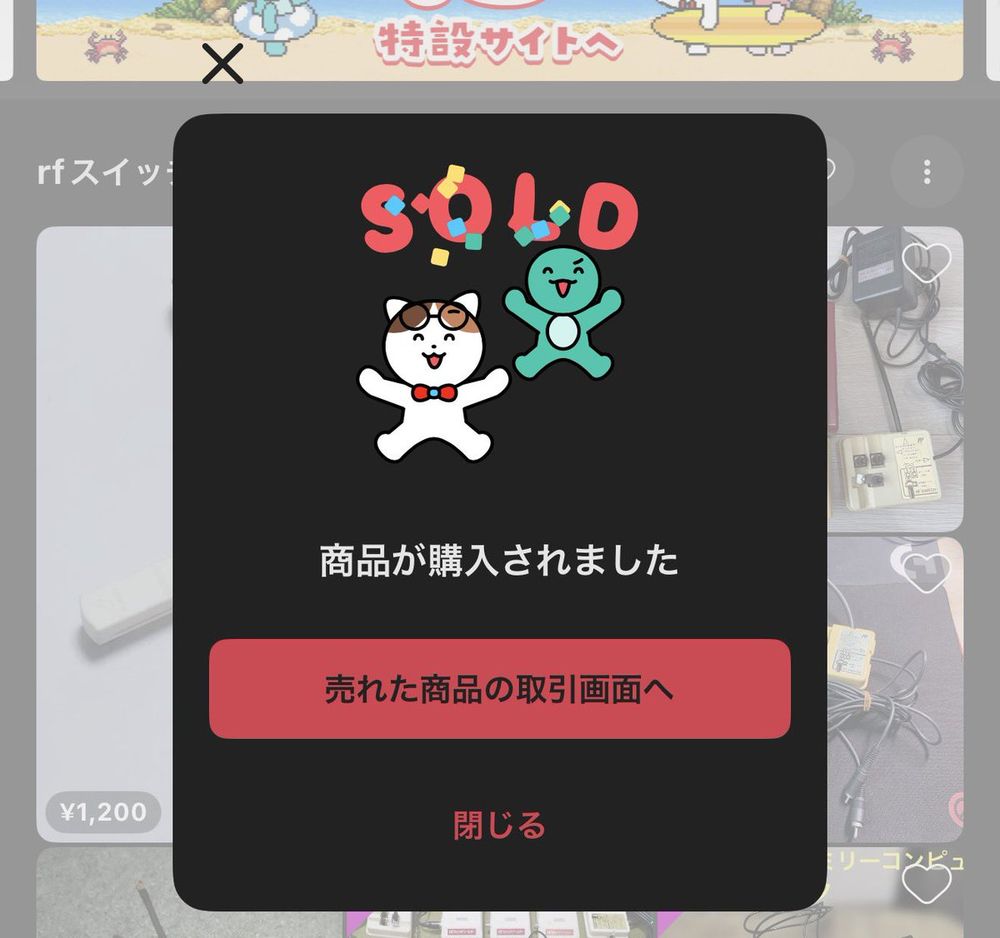 特設サイトへ
rfスイッチ
SOLD
商品が購入されました
売れた商品の取引画面へ
¥1,200
閉じる
ミリーコンピュ